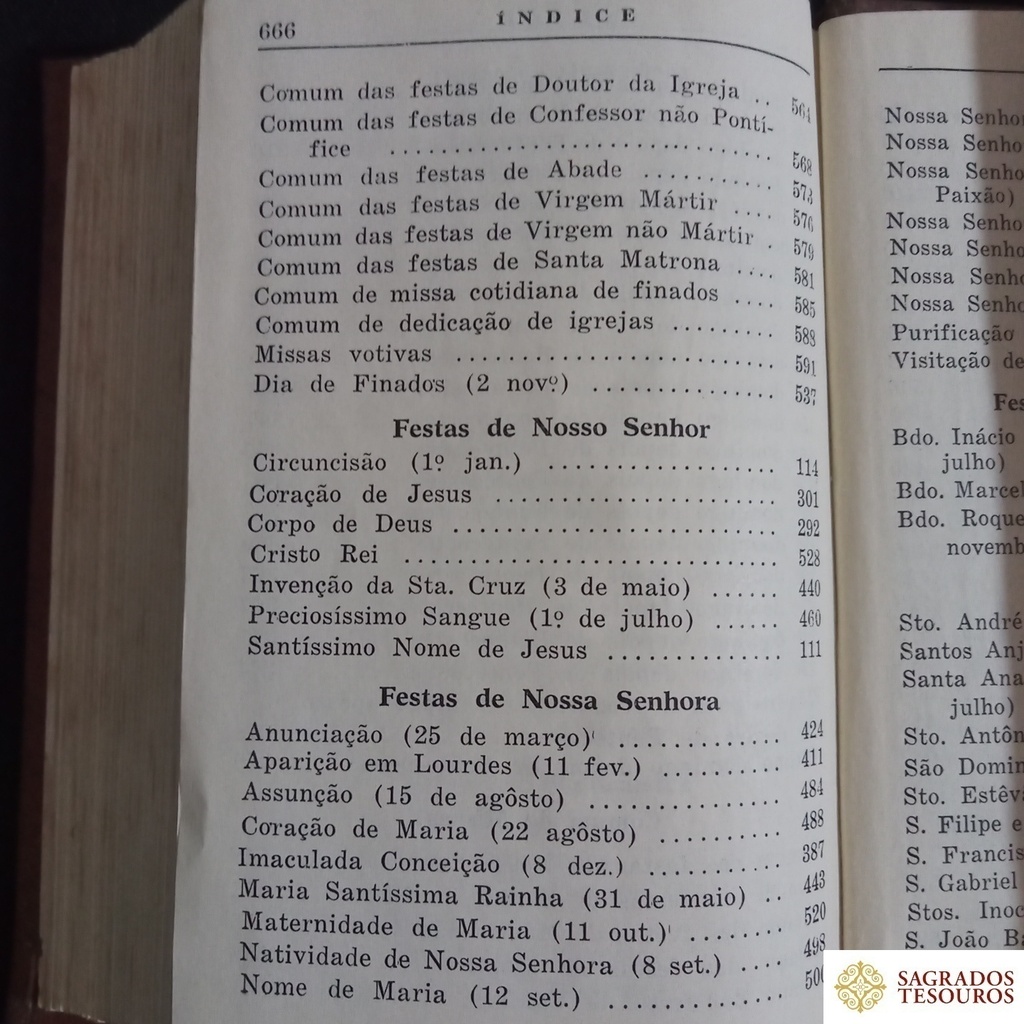 666
ÍNDICE
Comum das festas de Doutor da Igreja .. 564
Comum das festas de Confessor não Pontí-
fice .................................. 568
Comum das festas de Abade ........... 573
Comum das festas de Virgem Mártir .... 576
Comum das festas de Virgem não Mártir . 579
Comum das festas de Santa Matrona .... 581
Comum de missa cotidiana de finados .... 585
Comum de dedicação de igrejas ......... 588
Missas votivas ............................ 591
Dia de Finados (2 novº) ................ 537
Festas de Nosso Senhor
Circuncisão (1º jan.) .................... 114
Coração de Jesus ......................... 301
Corpo de Deus ............................ 292
Cristo Rei ................................. 528
Invenção da Sta. Cruz (3 de maio) ...... 440
Preciosíssimo Sangue (1º de julho) ...... 460
Santíssimo Nome de Jesus ............... 111
Festas de Nossa Senhora
Anunciação (25 de março) .............. 424
Aparição em Lourdes (11 fev.) .......... 411
Assunção (15 de agôsto) ................. 484
Coração de Maria (22 agôsto) ........... 488
Imaculada Conceição (8 dez.) ............ 387
Maria Santíssima Rainha (31 de maio) .. 443
Maternidade de Maria (11 out.) ........ 520
Natividade de Nossa Senhora (8 set.) .... 498
Nome de Maria (12 set.) ...............
Nossa Senho
Nossa Senho
Nossa Senho
Paixão)
Nossa Senho
Nossa Senho
Nossa Senho
Nossa Senho
Purificação
Visitação de
Fes
Bdo. Inácio
julho)
Bdo. Marcel
Bdo. Roque
novemb
Sto. André
Santos Anj
Santa Ana
julho)
Sto. Antôn
São Domin
Sto. Estêv
S. Filipe e
S. Francis
S. Gabriel
Stos. Inoc
S. João Ba
SAGRADOS
TESOUROS